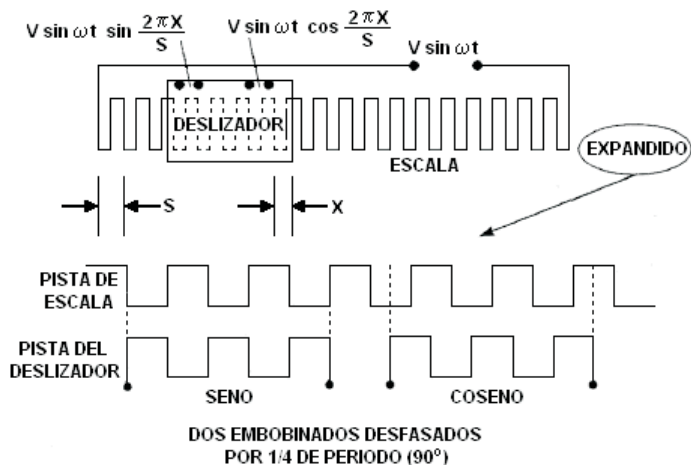 V sin ωt sin 2πX/S
V sin ωt cos 2πX/S
V sin ωt
DESLIZADOR
ESCALA
EXPANDIDO
S
X
PISTA DE
ESCALA
PISTA DEL
DESLIZADOR
SENO
COSENO
DOS EMBOBINADOS DESFASADOS
POR 1/4 DE PERIODO (90º)